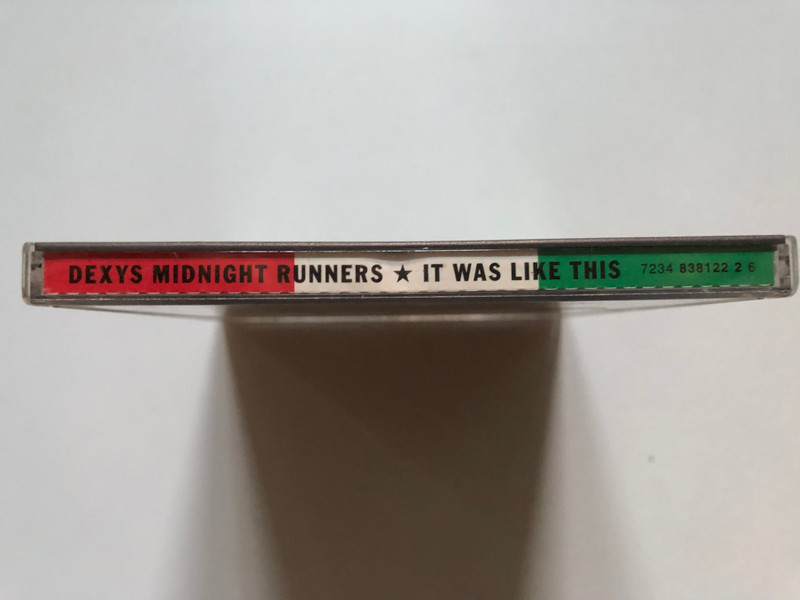 DEXYS MIDNIGHT RUNNERS ★ IT WAS LIKE THIS 7234 838122 2 6